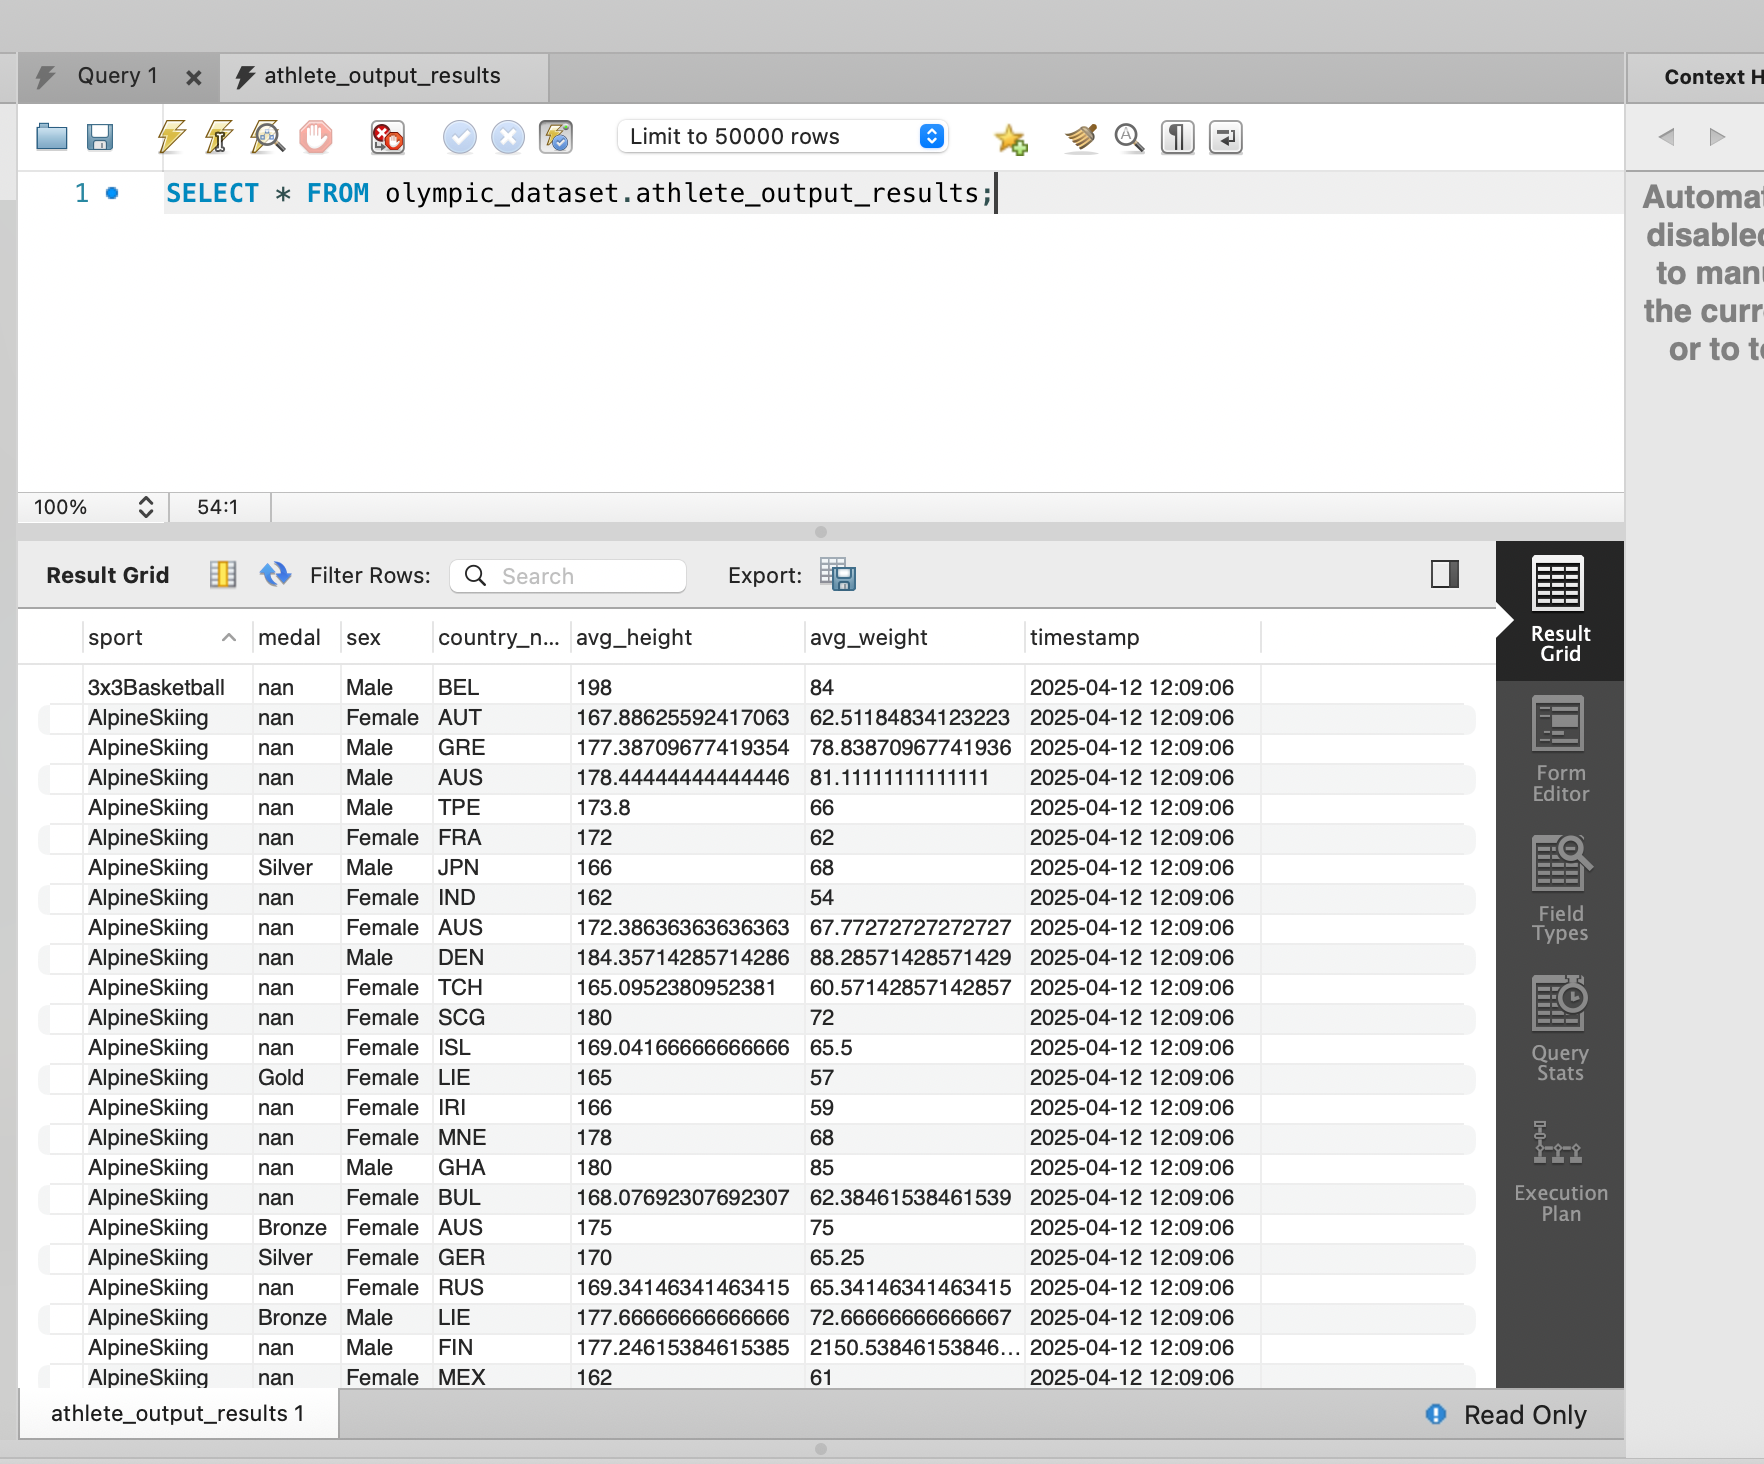 Query 1
athlete_output_results
Context H
Limit to 50000 rows
1 SELECT * FROM olympic_dataset.athlete_output_results;
Automat
disabled
to manu
the curr
or to t
100% 54:1
Result Grid Filter Rows: Search Export:
sport medal sex country_n... avg_height avg_weight timestamp
3x3Basketball nan Male BEL 198 84 2025-04-12 12:09:06
AlpineSkiing nan Female AUT 167.88625592417063 62.51184834123223 2025-04-12 12:09:06
AlpineSkiing nan Male GRE 177.38709677419354 78.83870967741936 2025-04-12 12:09:06
AlpineSkiing nan Male AUS 178.44444444444446 81.11111111111111 2025-04-12 12:09:06
AlpineSkiing nan Male TPE 173.8 66 2025-04-12 12:09:06
AlpineSkiing nan Female FRA 172 62 2025-04-12 12:09:06
AlpineSkiing Silver Male JPN 166 68 2025-04-12 12:09:06
AlpineSkiing nan Female IND 162 54 2025-04-12 12:09:06
AlpineSkiing nan Female AUS 172.38636363636363 67.77272727272727 2025-04-12 12:09:06
AlpineSkiing nan Male DEN 184.35714285714286 88.28571428571429 2025-04-12 12:09:06
AlpineSkiing nan Female TCH 165.0952380952381 60.57142857142857 2025-04-12 12:09:06
AlpineSkiing nan Female SCG 180 72 2025-04-12 12:09:06
AlpineSkiing nan Female ISL 169.04166666666666 65.5 2025-04-12 12:09:06
AlpineSkiing Gold Female LIE 165 57 2025-04-12 12:09:06
AlpineSkiing nan Female IRI 166 59 2025-04-12 12:09:06
AlpineSkiing nan Female MNE 178 68 2025-04-12 12:09:06
AlpineSkiing nan Male GHA 180 85 2025-04-12 12:09:06
AlpineSkiing nan Female BUL 168.07692307692307 62.38461538461539 2025-04-12 12:09:06
AlpineSkiing Bronze Female AUS 175 75 2025-04-12 12:09:06
AlpineSkiing Silver Female GER 170 65.25 2025-04-12 12:09:06
AlpineSkiing nan Female RUS 169.34146341463415 65.34146341463415 2025-04-12 12:09:06
AlpineSkiing Bronze Male LIE 177.66666666666666 72.66666666666667 2025-04-12 12:09:06
AlpineSkiing nan Male FIN 177.24615384615385 2150.53846153846... 2025-04-12 12:09:06
AlpineSkiing nan Female MEX 162 61 2025-04-12 12:09:06
Result
Grid
Form
Editor
Field
Types
Query
Stats
Execution
Plan
athlete_output_results 1
Read Only